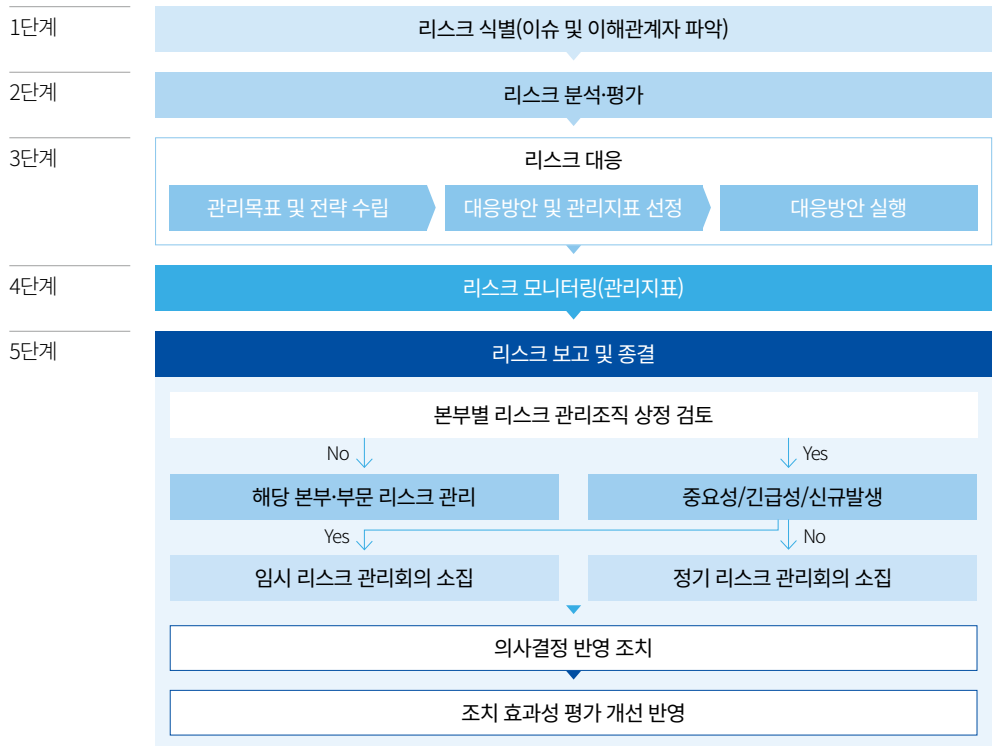 1단계
리스크 식별(이슈 및 이해관계자 파악)
2단계
리스크 분석·평가
3단계
리스크 대응
관리목표 및 전략 수립
대응방안 및 관리지표 선정
대응방안 실행
4단계
리스크 모니터링(관리지표)
5단계
리스크 보고 및 종결
본부별 리스크 관리조직 상정 검토
No
Yes
해당 본부·부문 리스크 관리
중요성/긴급성/신규발생
Yes
No
임시 리스크 관리회의 소집
정기 리스크 관리회의 소집
의사결정 반영 조치
조치 효과성 평가 개선 반영